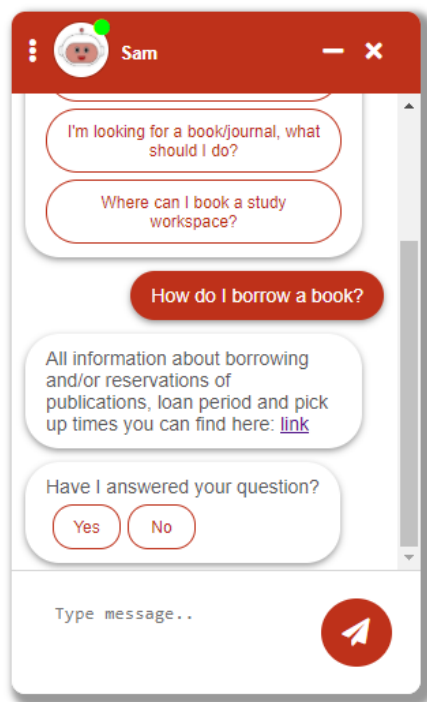 Sam
I'm looking for a book/journal, what
should I do?
Where can I book a study
workspace?
How do I borrow a book?
All information about borrowing
and/or reservations of
publications, loan period and pick
up times you can find here: link
Have I answered your question?
Yes
No
Type message..